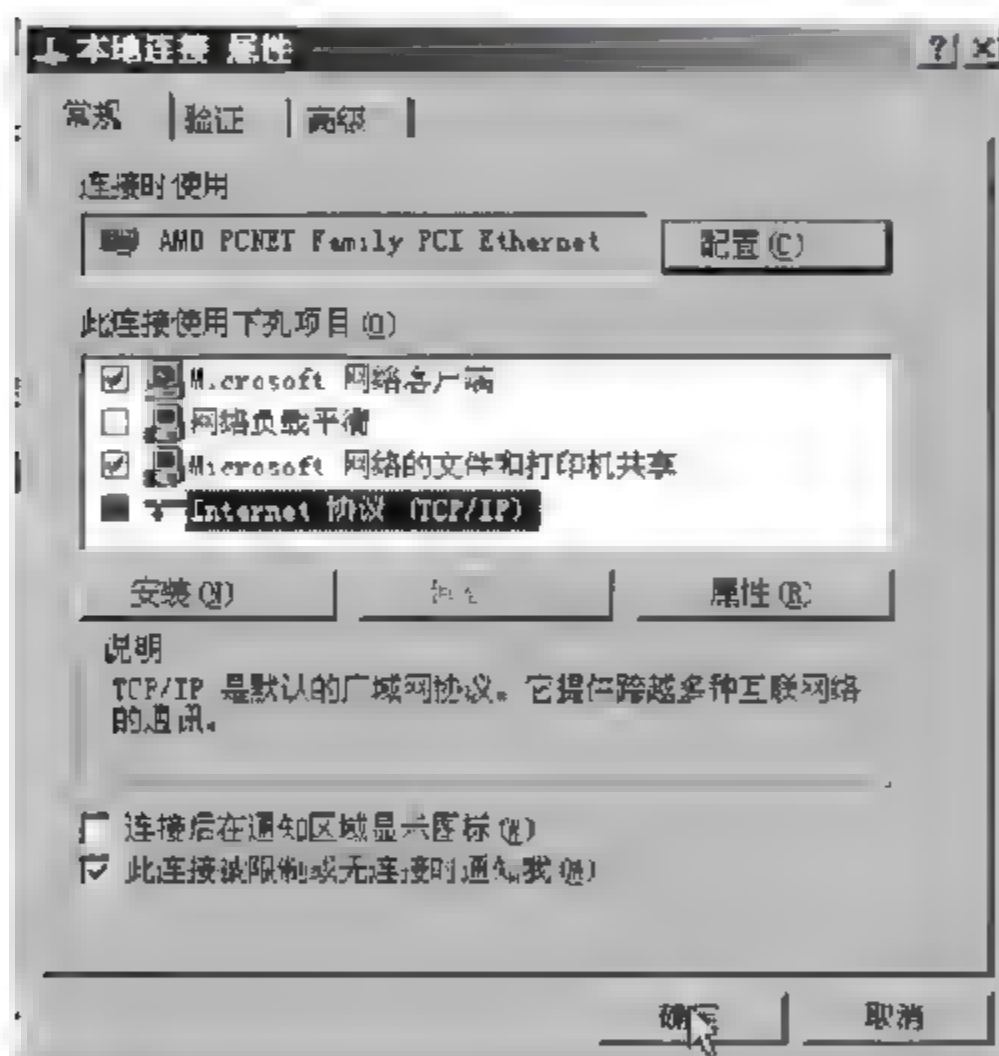 本地连接 属性
常规 验证 高级
连接时使用
AMD PCNET Family PCI Ethernet 配置(C)
此连接使用下列项目(O)
Microsoft 网络客户端
网络负载平衡
Microsoft 网络的文件和打印机共享
Internet 协议 (TCP/IP)
安装(N) 属性(R)
说明
TCP/IP 是默认的广域网协议。它提供跨越多种互联网络
的通讯。
连接后在通知区域显示图标(W)
此连接被限制或无连接时通知我(M)
确定 取消